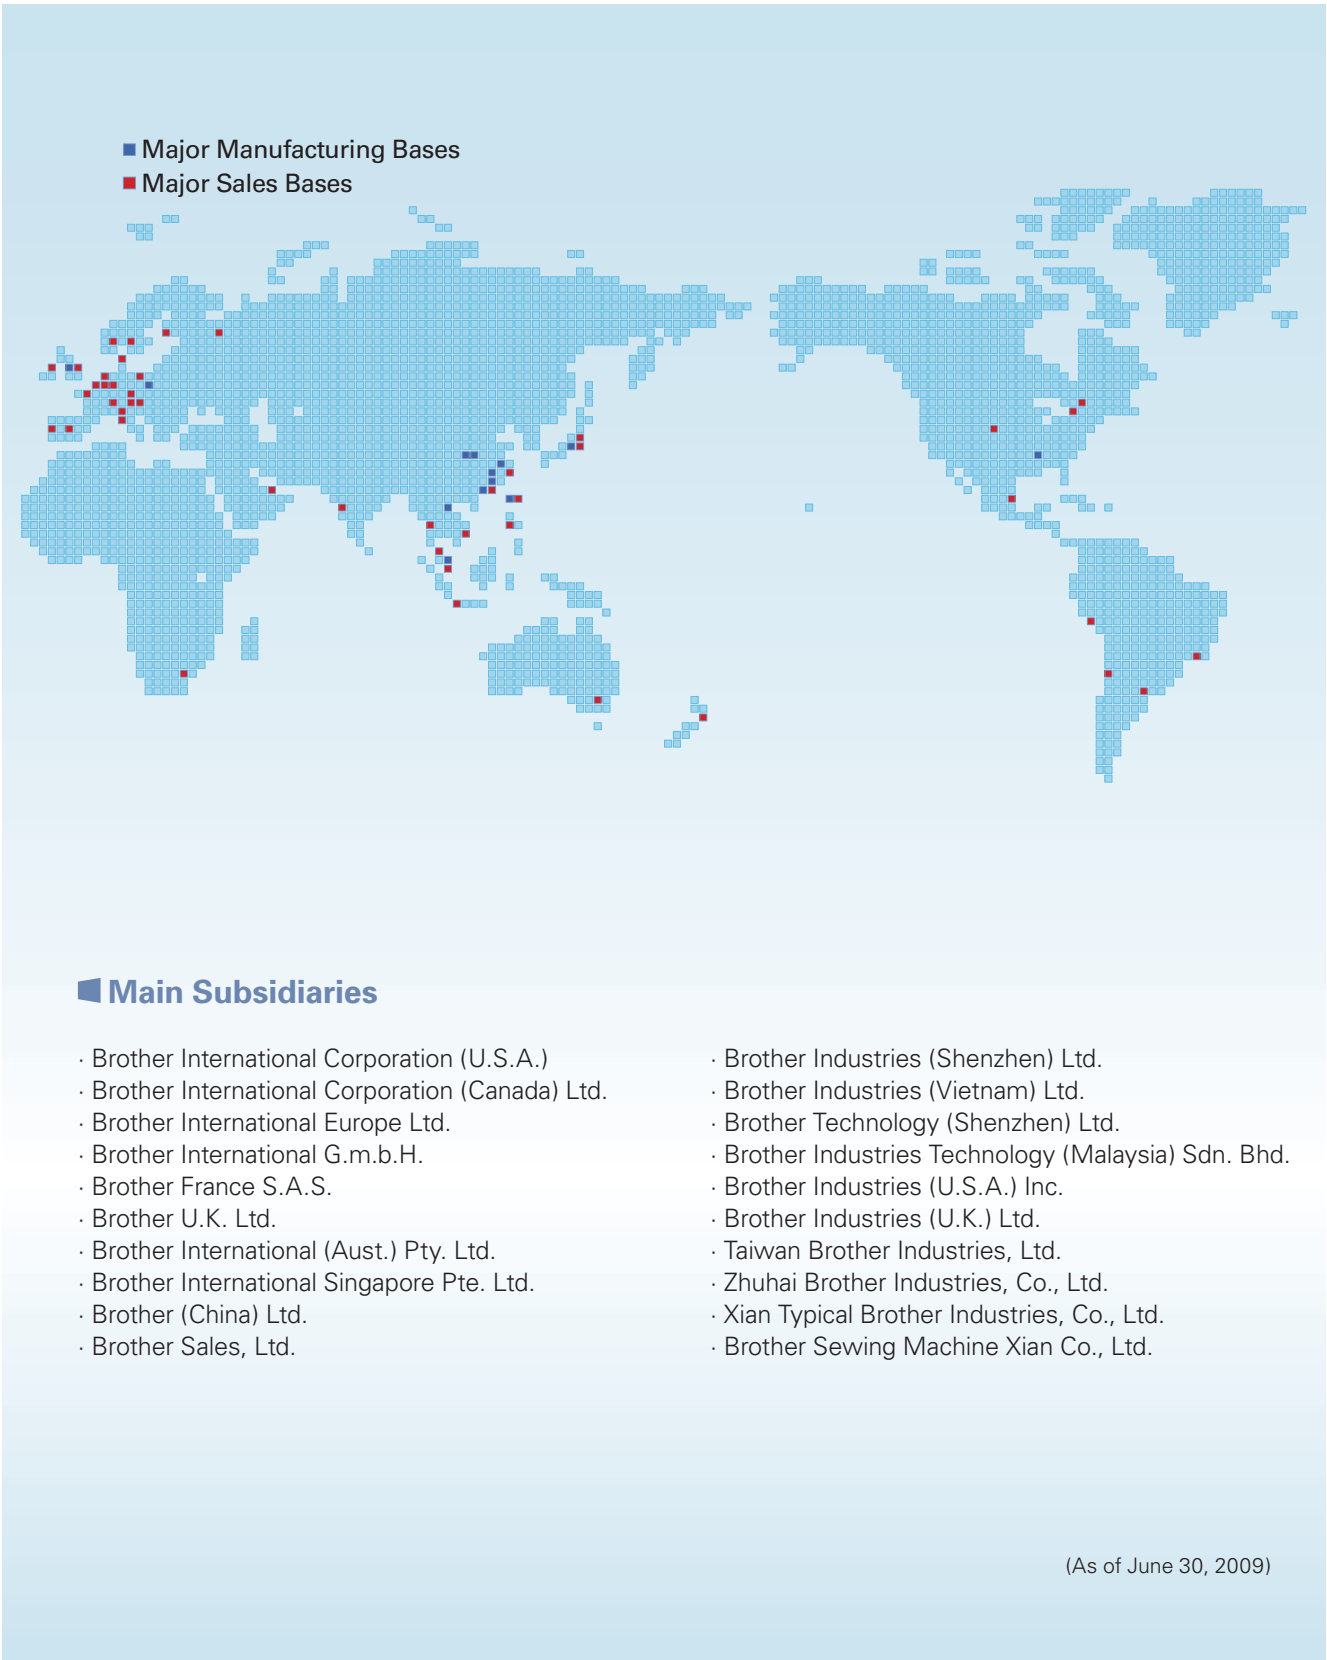 Major Manufacturing Bases
Major Sales Bases
Main Subsidiaries
· Brother International Corporation (U.S.A.)
· Brother International Corporation (Canada) Ltd.
· Brother International Europe Ltd.
· Brother International G.m.b.H.
· Brother France S.A.S.
· Brother U.K. Ltd.
· Brother International (Aust.) Pty. Ltd.
· Brother International Singapore Pte. Ltd.
· Brother (China) Ltd.
· Brother Sales, Ltd.
· Brother Industries (Shenzhen) Ltd.
· Brother Industries (Vietnam) Ltd.
· Brother Technology (Shenzhen) Ltd.
· Brother Industries Technology (Malaysia) Sdn. Bhd.
· Brother Industries (U.S.A.) Inc.
· Brother Industries (U.K.) Ltd.
· Taiwan Brother Industries, Ltd.
· Zhuhai Brother Industries, Co., Ltd.
· Xian Typical Brother Industries, Co., Ltd.
· Brother Sewing Machine Xian Co., Ltd.
(As of June 30, 2009)